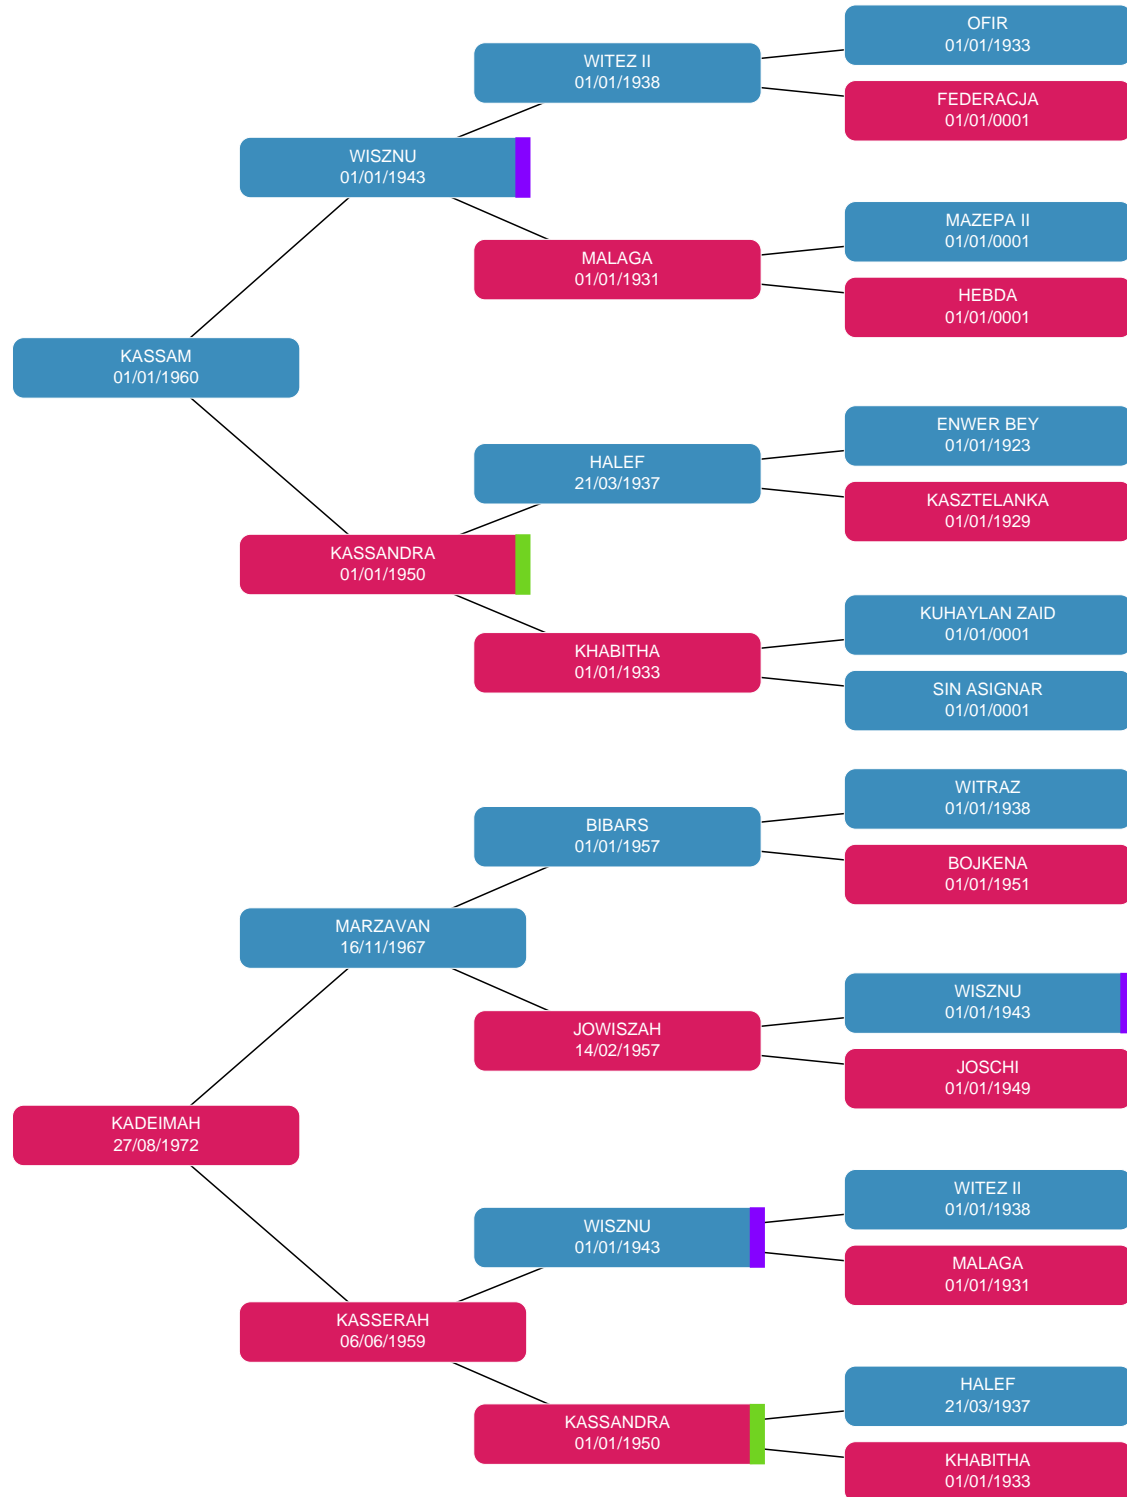 OFIR
01/01/1933
WITEZ II
01/01/1938
FEDERACJA
01/01/0001
WISZNU
01/01/1943
MAZEPA II
01/01/0001
MALAGA
01/01/1931
HEBDA
01/01/0001
KASSAM
01/01/1960
ENWER BEY
01/01/1923
HALEF
21/03/1937
KASZTELANKA
01/01/1929
KASSANDRA
01/01/1950
KUHAYLAN ZAID
01/01/0001
KHABITHA
01/01/1933
SIN ASIGNAR
01/01/0001
WITRAZ
01/01/1938
BIBARS
01/01/1957
BOJKENA
01/01/1951
MARZAVAN
16/11/1967
WISZNU
01/01/1943
JOWISZAH
14/02/1957
JOSCHI
01/01/1949
KADEIMAH
27/08/1972
WITEZ II
01/01/1938
WISZNU
01/01/1943
MALAGA
01/01/1931
KASSERAH
06/06/1959
HALEF
21/03/1937
KASSANDRA
01/01/1950
KHABITHA
01/01/1933